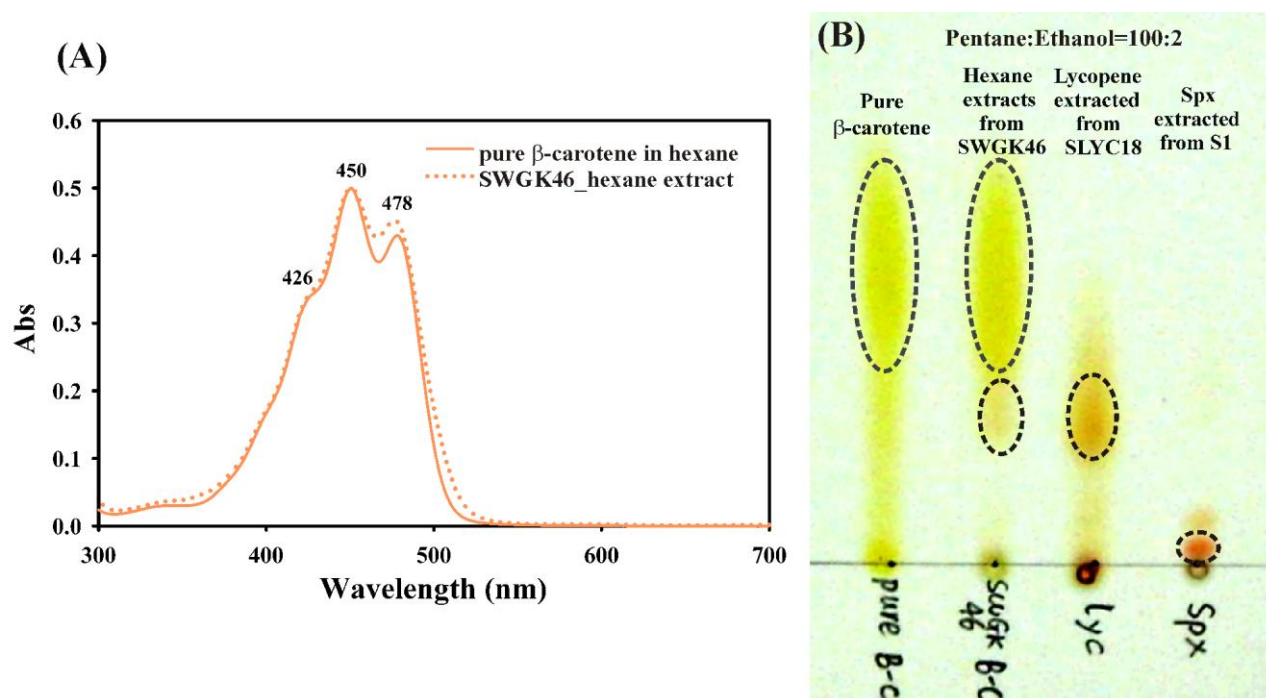 (A)
Abs
0.6
0.5
0.4
0.3
0.2
0.1
0.0
426
450
478
pure β-carotene in hexane
SWGK46_hexane extract
300
400
500
600
700
Wavelength (nm)
(B)
Pentane:Ethanol=100:2
Pure
β-carotene
Hexane
extracts
from
SWGK46
Lycopene
extracted
from
SLYC18
Spx
extracted
from S1
pure B-c
SWGK B-C
46
Lyc
Spx